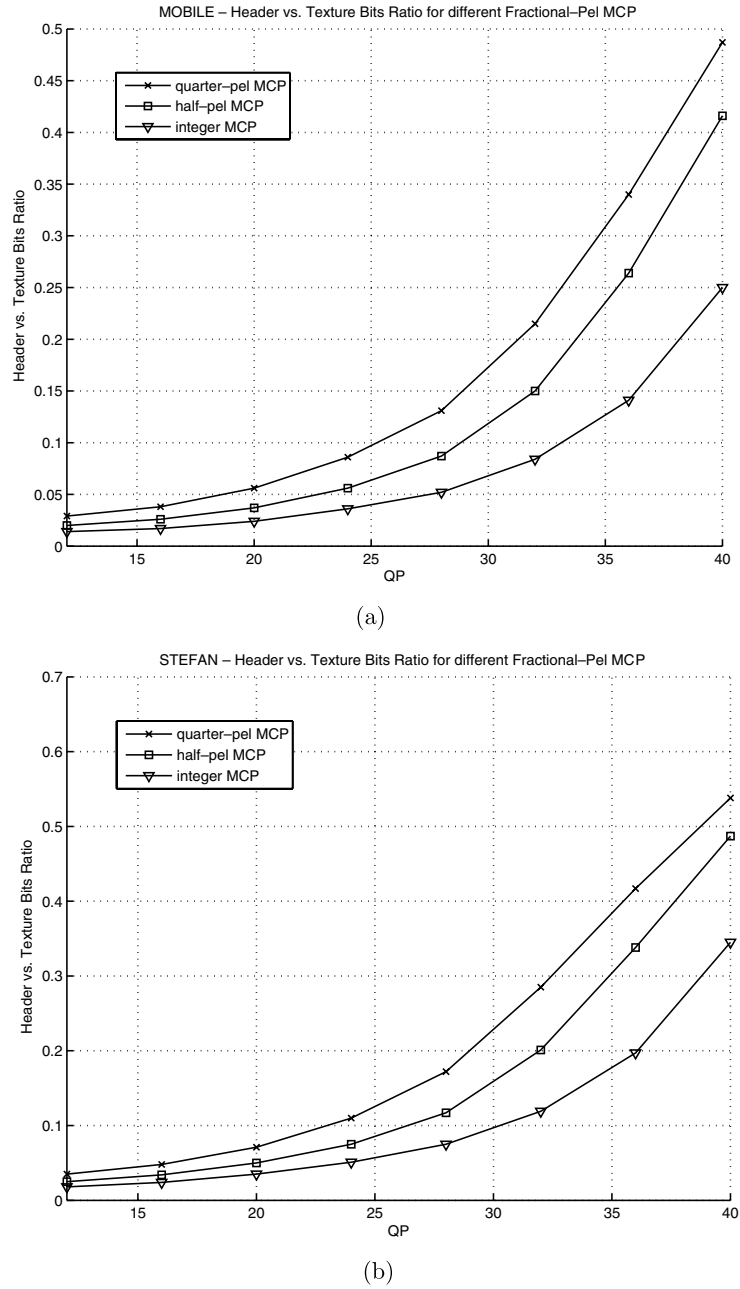 MOBILE – Header vs. Texture Bits Ratio for different Fractional–Pel MCP
0.5
0.45
0.4
0.35
0.3
0.25
0.2
0.15
0.1
0.05
0
Header vs. Texture Bits Ratio
quarter–pel MCP
half–pel MCP
integer MCP
15 20 25 30 35 40
QP
(a)
STEFAN – Header vs. Texture Bits Ratio for different Fractional–Pel MCP
0.7
0.6
0.5
0.4
0.3
0.2
0.1
0
Header vs. Texture Bits Ratio
quarter–pel MCP
half–pel MCP
integer MCP
15 20 25 30 35 40
QP
(b)